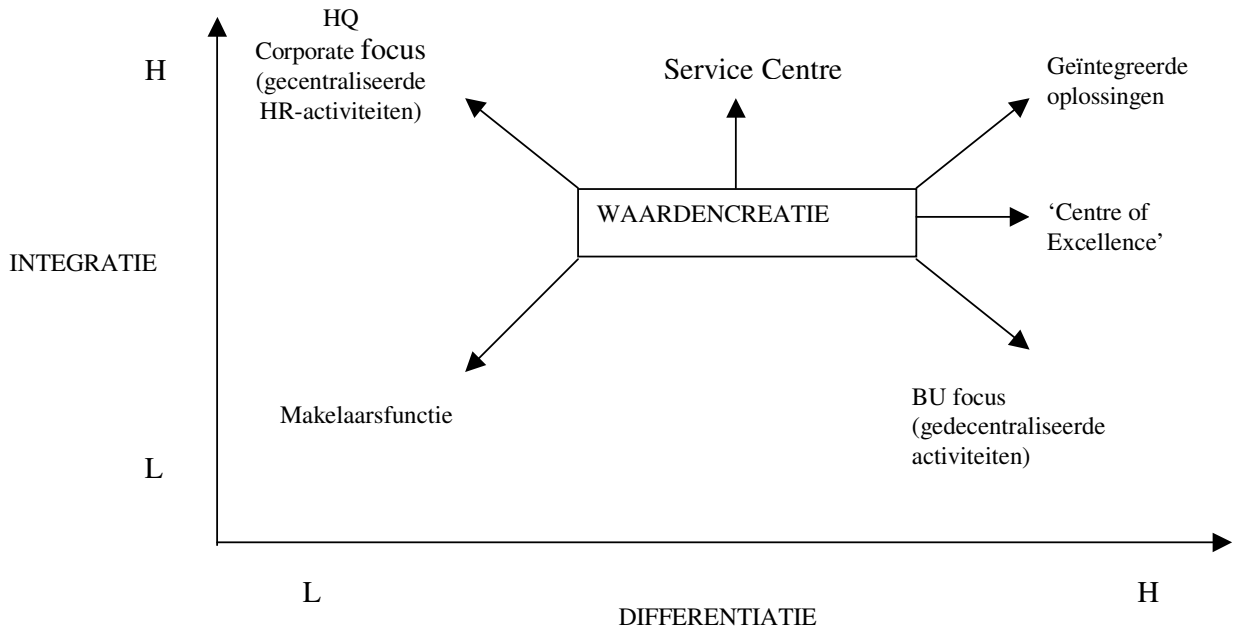 HQ
Corporate focus
(gecentraliseerde
HR-activiteiten)
H
Service Centre
Geïntegreerde
oplossingen
WAARDENCREATIE
‘Centre of
Excellence’
INTEGRATIE
Makelaarsfunctie
BU focus
(gedecentraliseerde
activiteiten)
L
L
H
DIFFERENTIATIE